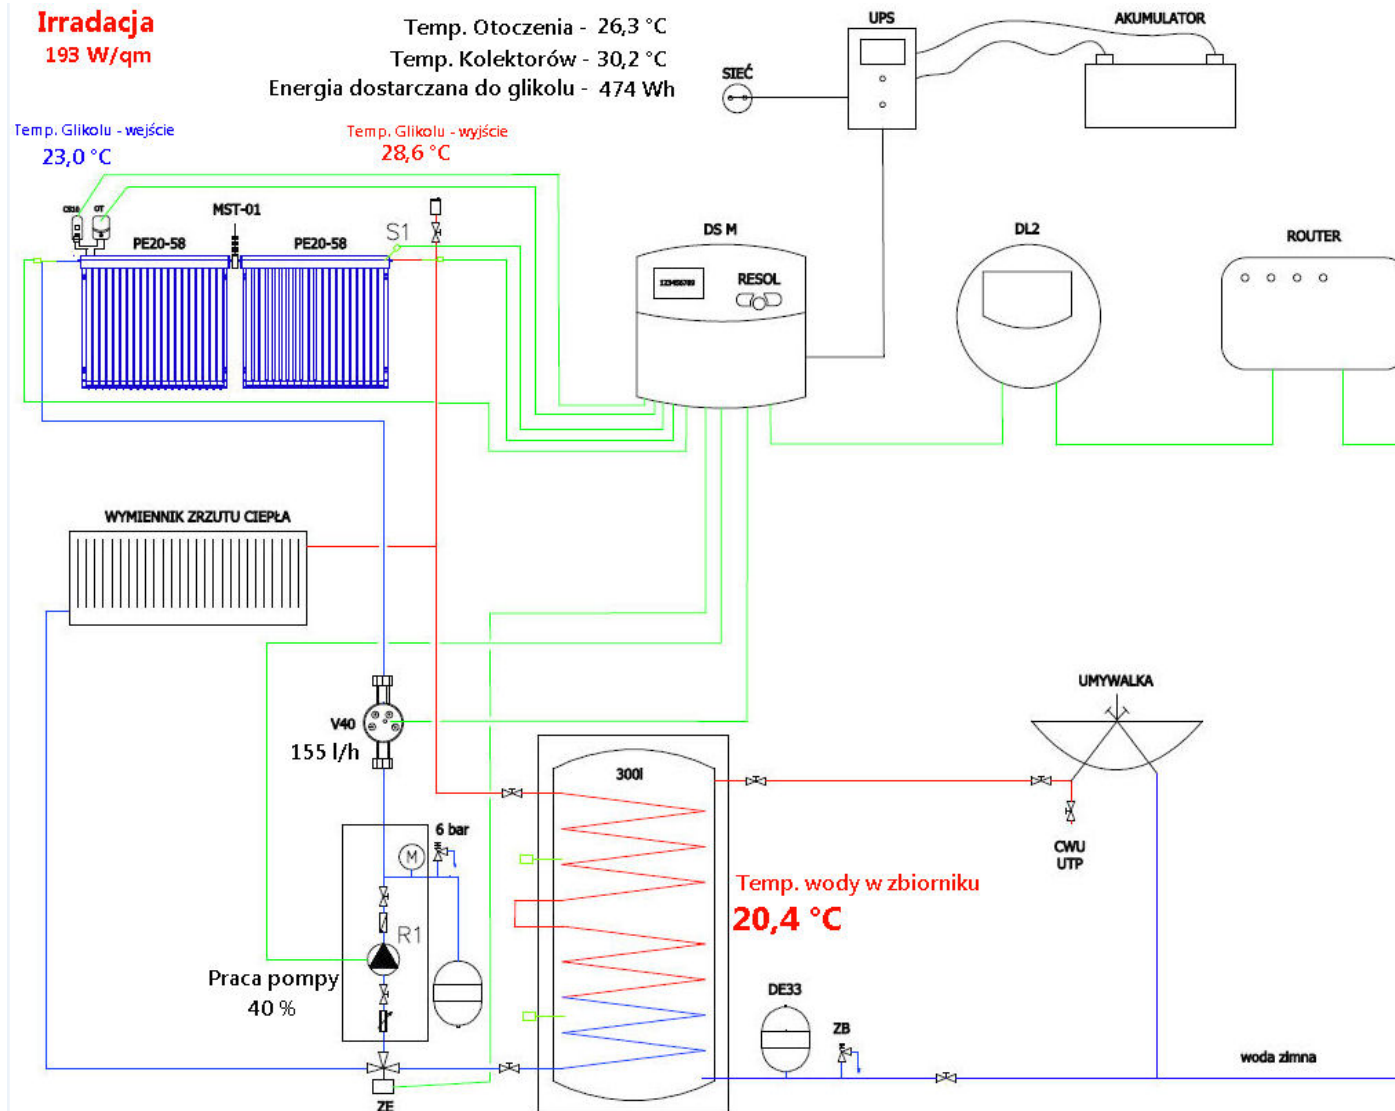 Irradacja
193 W/qm
Temp. Otoczenia - 26,3 °C
Temp. Kolektorów - 30,2 °C
Energia dostarczana do glikolu - 474 Wh
UPS
AKUMULATOR
SIEĆ
Temp. Glikolu - wejście
23,0 °C
Temp. Glikolu - wyjście
28,6 °C
OT
MST-01
PE20-58
PE20-58
S1
DS M
DL2
ROUTER
RESOL
123456789
WYMIENNIK ZRZUTU CIEPŁA
V40
155 l/h
UMYWALKA
300l
6 bar
M
CWU
UTP
Temp. wody w zbiorniku
20,4 °C
R1
Praca pompy
40 %
DE33
ZB
woda zimna
ZE